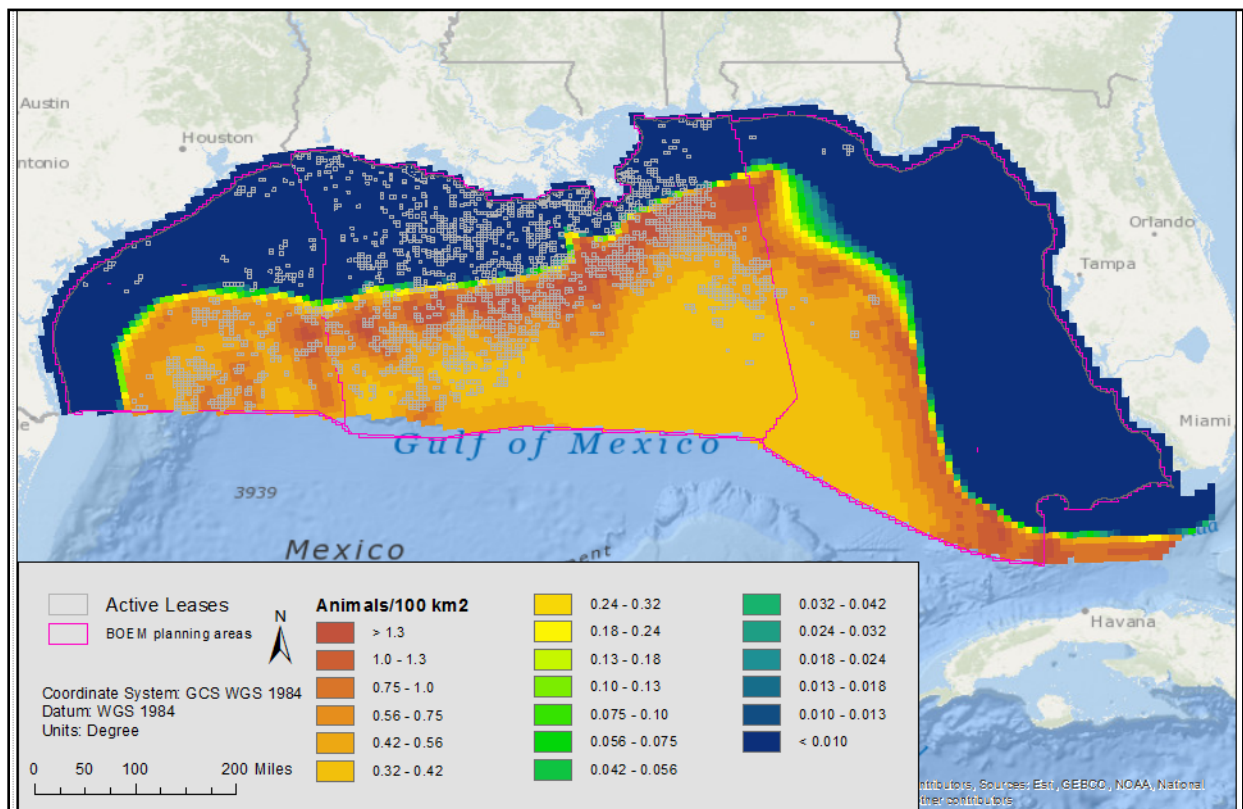 Austin
Houston
ntonio
Orlando
Tampa
Miami
Gulf of Mexico
3939
Mexico
ment
Havana
Active Leases
BOEM planning areas
N
Coordinate System: GCS WGS 1984
Datum: WGS 1984
Units: Degree
0 50 100 200 Miles
Animals/100 km2
> 1.3
1.0 - 1.3
0.75 - 1.0
0.56 - 0.75
0.42 - 0.56
0.32 - 0.42
0.24 - 0.32
0.18 - 0.24
0.13 - 0.18
0.10 - 0.13
0.075 - 0.10
0.056 - 0.075
0.042 - 0.056
0.032 - 0.042
0.024 - 0.032
0.018 - 0.024
0.013 - 0.018
0.010 - 0.013
< 0.010
ntributors, Sources: Esri, GEBCO, NOAA, National
other contributors